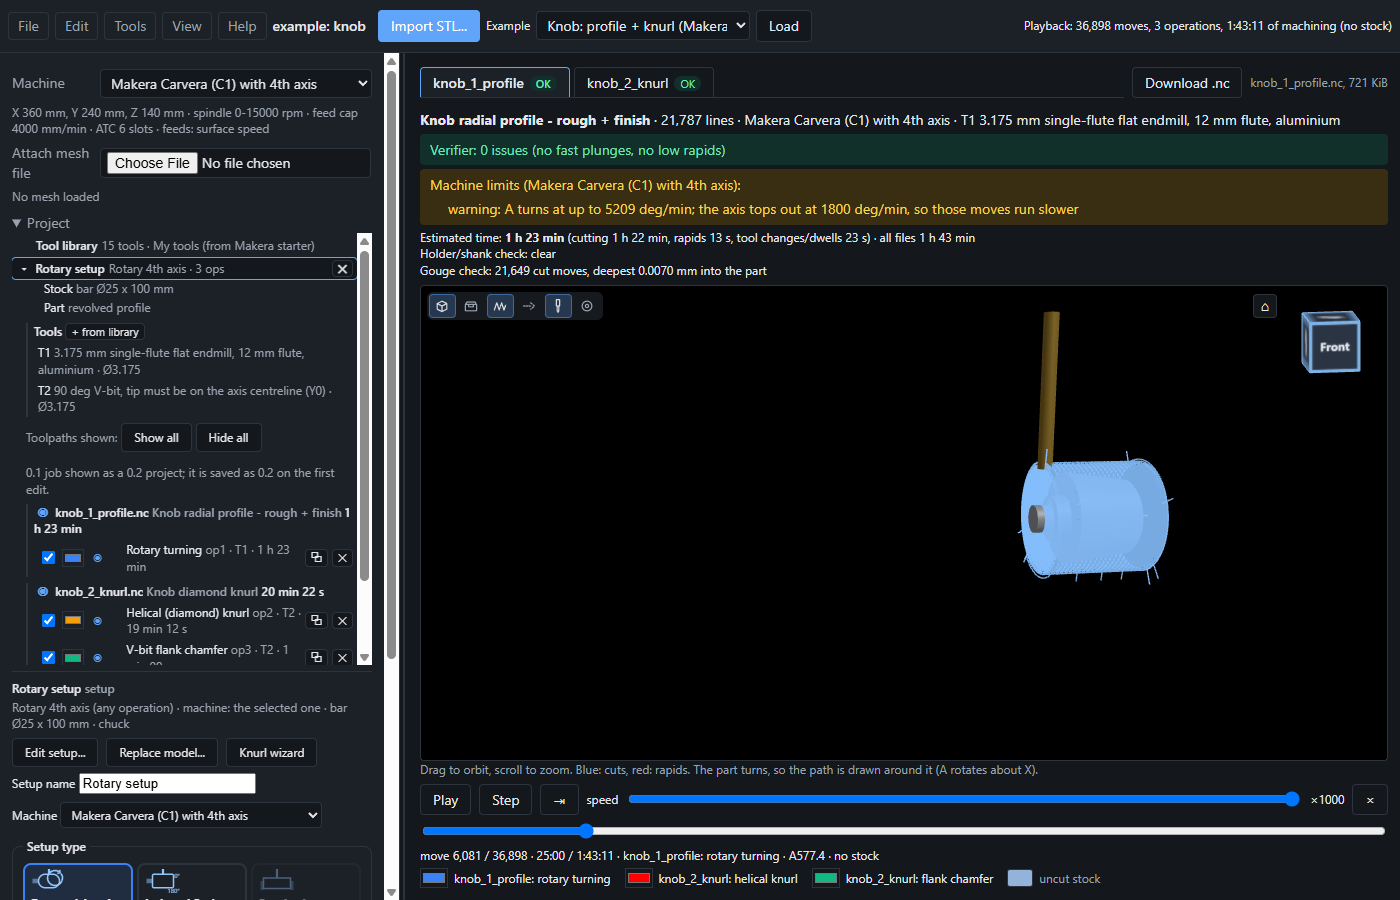 File Edit Tools View Help example: knob Import STL... Example Knob: profile + knurl (Makera Load Playback: 36,898 moves, 3 operations, 1:43:11 of machining (no stock)
Machine Makera Carvera (C1) with 4th axis
X 360 mm, Y 240 mm, Z 140 mm · spindle 0-15000 rpm · feed cap
4000 mm/min · ATC 6 slots · feeds: surface speed
Attach mesh file Choose File No file chosen
No mesh loaded
Project
Tool library 15 tools · My tools (from Makera starter)
Rotary setup Rotary 4th axis · 3 ops
Stock bar Ø25 x 100 mm
Part revolved profile
Tools + from library
T1 3.175 mm single-flute flat endmill, 12 mm flute,
aluminium · Ø3.175
T2 90 deg V-bit, tip must be on the axis centreline (Y0) ·
Ø3.175
Toolpaths shown: Show all Hide all
0.1 job shown as a 0.2 project; it is saved as 0.2 on the first
edit.
knob_1_profile.nc Knob radial profile - rough + finish 1
h 23 min
Rotary turning op1 · T1 · 1 h 23
min
knob_2_knurl.nc Knob diamond knurl 20 min 22 s
Helical (diamond) knurl op2 · T2 ·
19 min 12 s
V-bit flank chamfer op3 · T2 · 1
Rotary setup setup
Rotary 4th axis (any operation) · machine: the selected one · bar
Ø25 x 100 mm · chuck
Edit setup... Replace model... Knurl wizard
Setup name Rotary setup
Machine Makera Carvera (C1) with 4th axis
Setup type
180°
knob_1_profile OK knob_2_knurl OK Download .nc knob_1_profile.nc, 721 KiB
Knob radial profile - rough + finish · 21,787 lines · Makera Carvera (C1) with 4th axis · T1 3.175 mm single-flute flat endmill, 12 mm flute, aluminium
Verifier: 0 issues (no fast plunges, no low rapids)
Machine limits (Makera Carvera (C1) with 4th axis):
warning: A turns at up to 5209 deg/min; the axis tops out at 1800 deg/min, so those moves run slower
Estimated time: 1 h 23 min (cutting 1 h 22 min, rapids 13 s, tool changes/dwells 23 s) · all files 1 h 43 min
Holder/shank check: clear
Gouge check: 21,649 cut moves, deepest 0.0070 mm into the part
Front
Drag to orbit, scroll to zoom. Blue: cuts, red: rapids. The part turns, so the path is drawn around it (A rotates about X).
Play Step speed ×1000 ×
move 6,081 / 36,898 · 25:00 / 1:43:11 · knob_1_profile: rotary turning · A577.4 · no stock
knob_1_profile: rotary turning knob_2_knurl: helical knurl knob_2_knurl: flank chamfer uncut stock